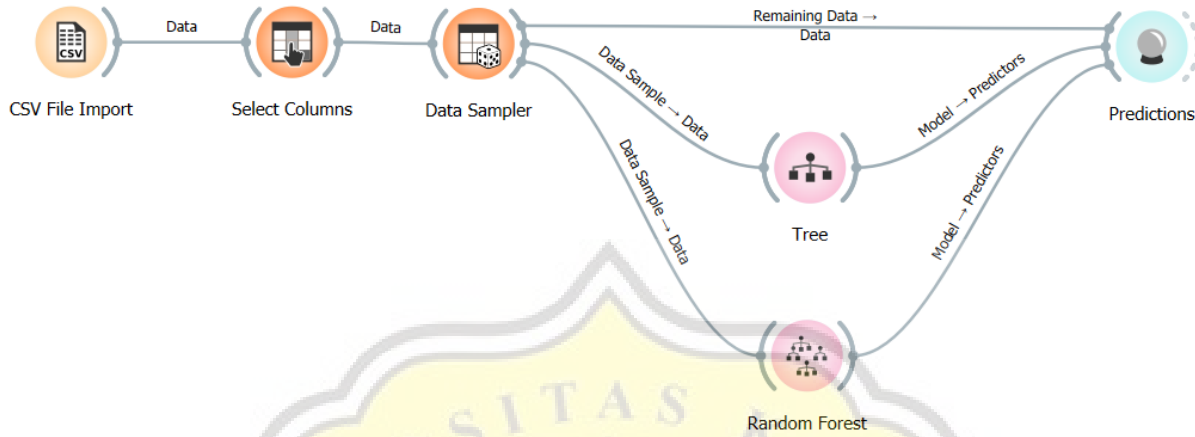 Remaining Data →
Data
Data
Data
CSV
CSV File Import
Select Columns
Data Sampler
Predictions
Data Sample → Data
Model → Predictors
Tree
Data Sample → Data
Model → Predictors
Random Forest
SITAS